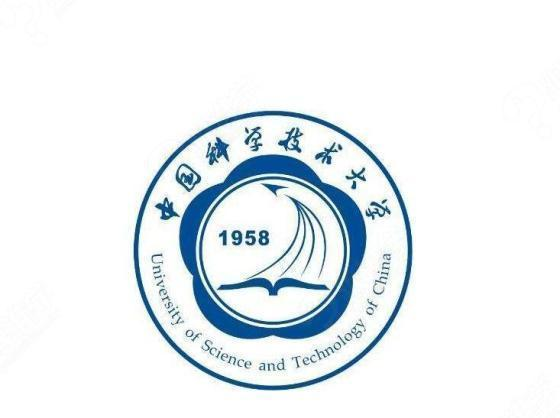 中国科学技术大学
1958
University of Science and Technology of China